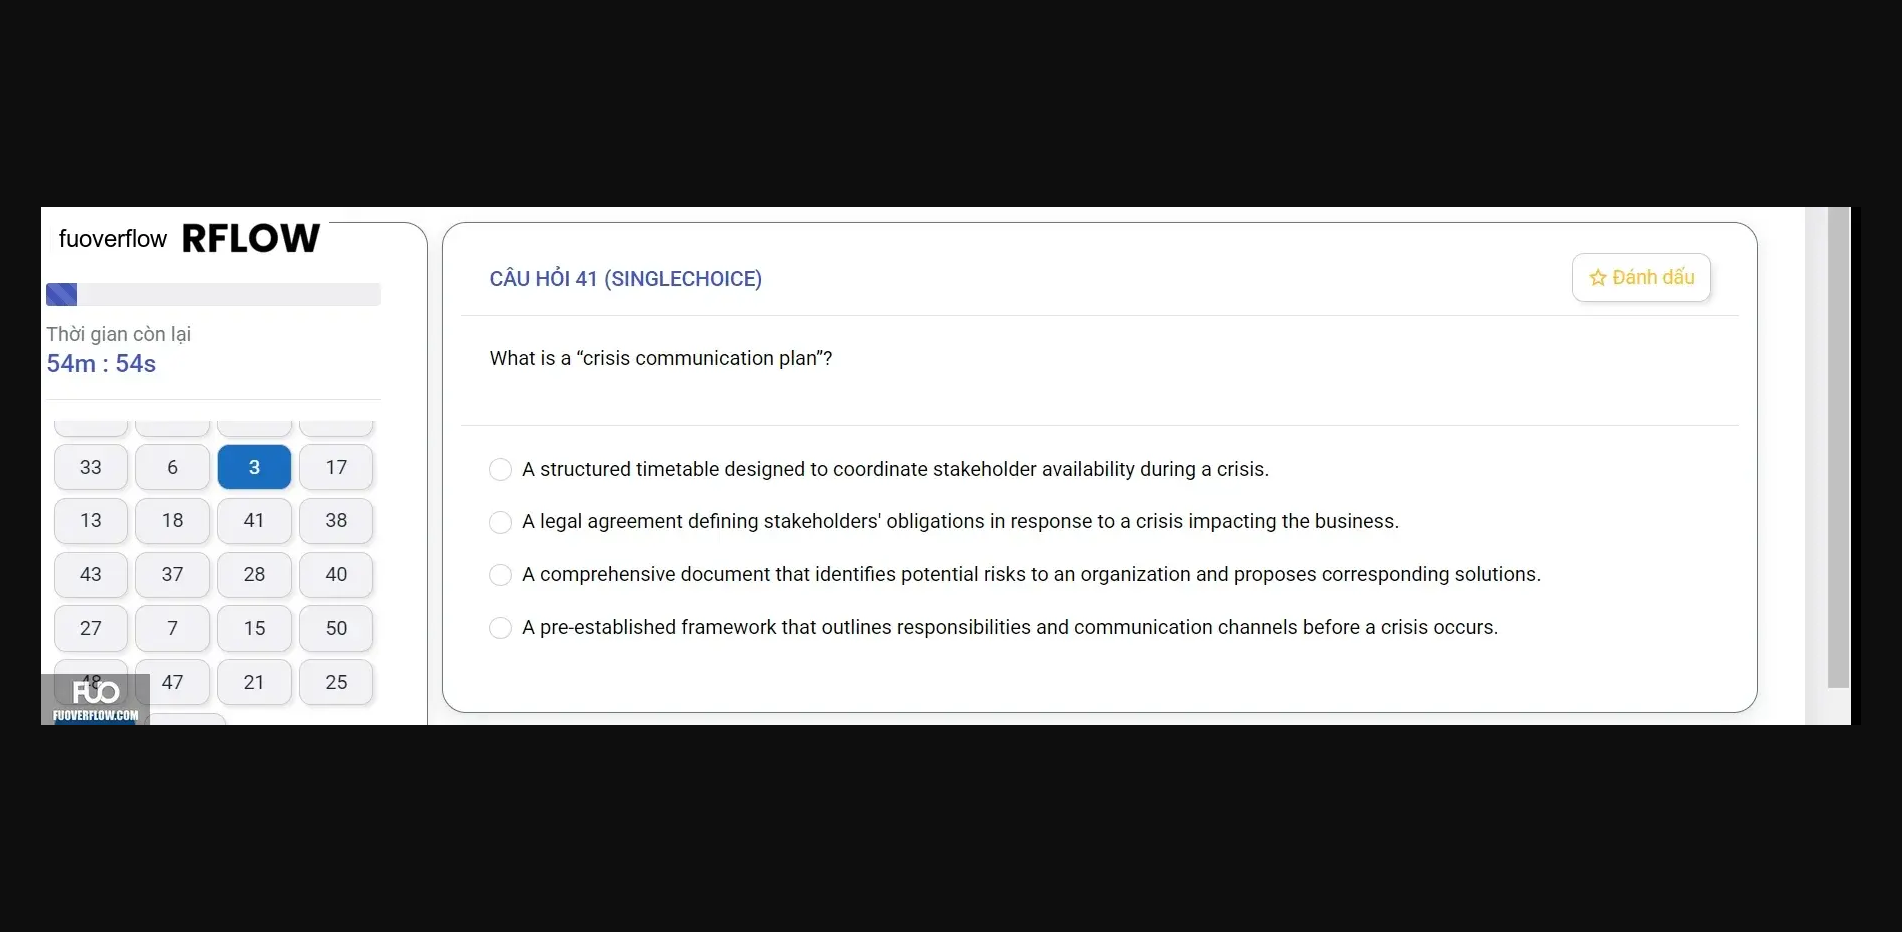 fuoverflow RFLOW
Thời gian còn lại
54m : 54s
33 6 3 17
13 18 41 38
43 37 28 40
27 7 15 50
48 47 21 25
FUO
FUOVERFLOW.COM
CÂU HỎI 41 (SINGLECHOICE)
Đánh dấu
What is a “crisis communication plan”?
A structured timetable designed to coordinate stakeholder availability during a crisis.
A legal agreement defining stakeholders' obligations in response to a crisis impacting the business.
A comprehensive document that identifies potential risks to an organization and proposes corresponding solutions.
A pre-established framework that outlines responsibilities and communication channels before a crisis occurs.